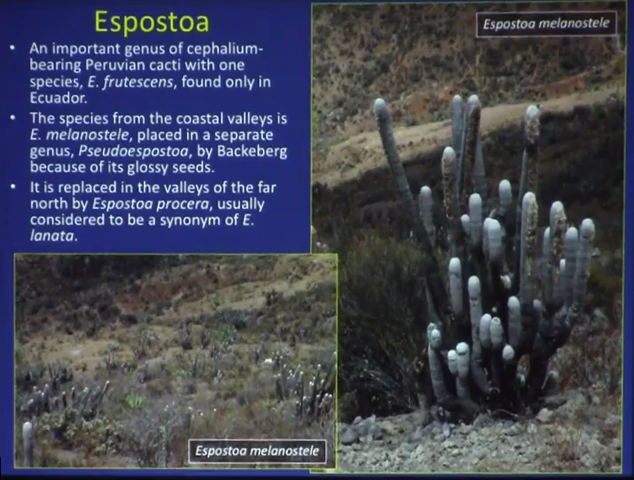 Espostoa
• An important genus of cephalium-
bearing Peruvian cacti with one
species, E. frutescens, found only in
Ecuador.
• The species from the coastal valleys is
E. melanostele, placed in a separate
genus, Pseudoespostoa, by Backeberg
because of its glossy seeds.
• It is replaced in the valleys of the far
north by Espostoa procera, usually
considered to be a synonym of E.
lanata.
Espostoa melanostele
Espostoa melanostele